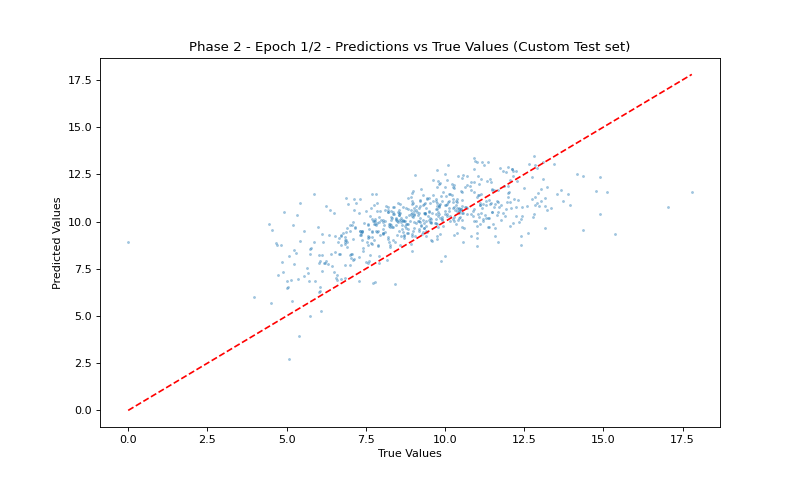 Phase 2 - Epoch 1/2 - Predictions vs True Values (Custom Test set)
17.5
15.0
12.5
10.0
7.5
5.0
2.5
0.0
Predicted Values
0.0 2.5 5.0 7.5 10.0 12.5 15.0 17.5
True Values